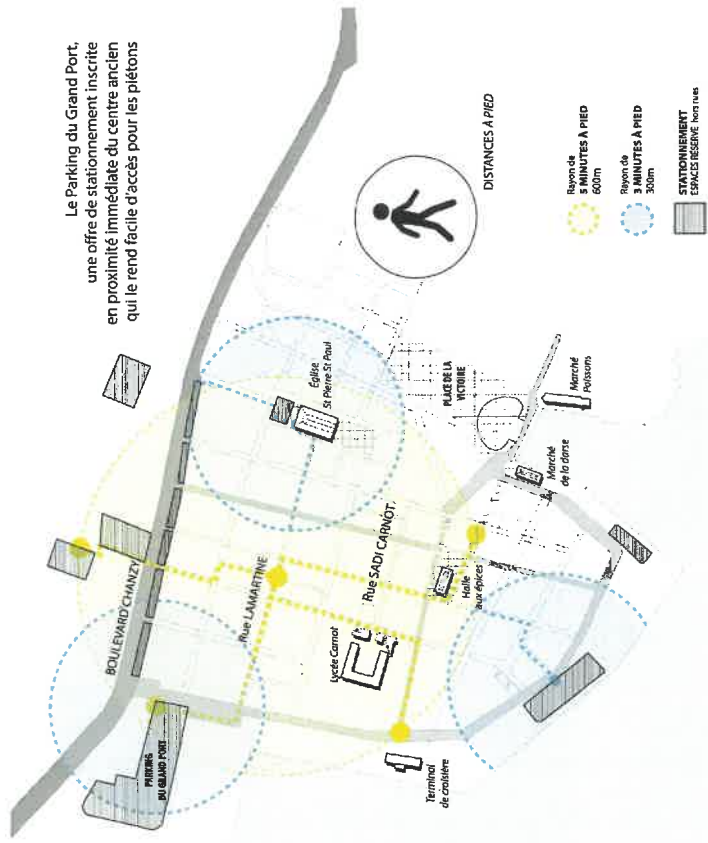 Le Parking du Grand Port,
une offre de stationnement inscrite
en proximité immédiate du centre ancien
qui le rend facile d'accès pour les piétons
BOULEVARD CHANZY
PARKING
DU GRAND PORT
Rue LAMARTINE
Église
St Pierre St Paul
Lycée Carnot
Rue SADI CARNOT
PLACE DE LA
VICTOIRE
Terminal
de croisière
Halle
aux épices
Marché
de la darse
Marché
Poissons
DISTANCES À PIED
Rayon de
5 MINUTES À PIED
600m
Rayon de
3 MINUTES À PIED
300m
STATIONNEMENT
ESPACES RÉSERVÉ hors rues